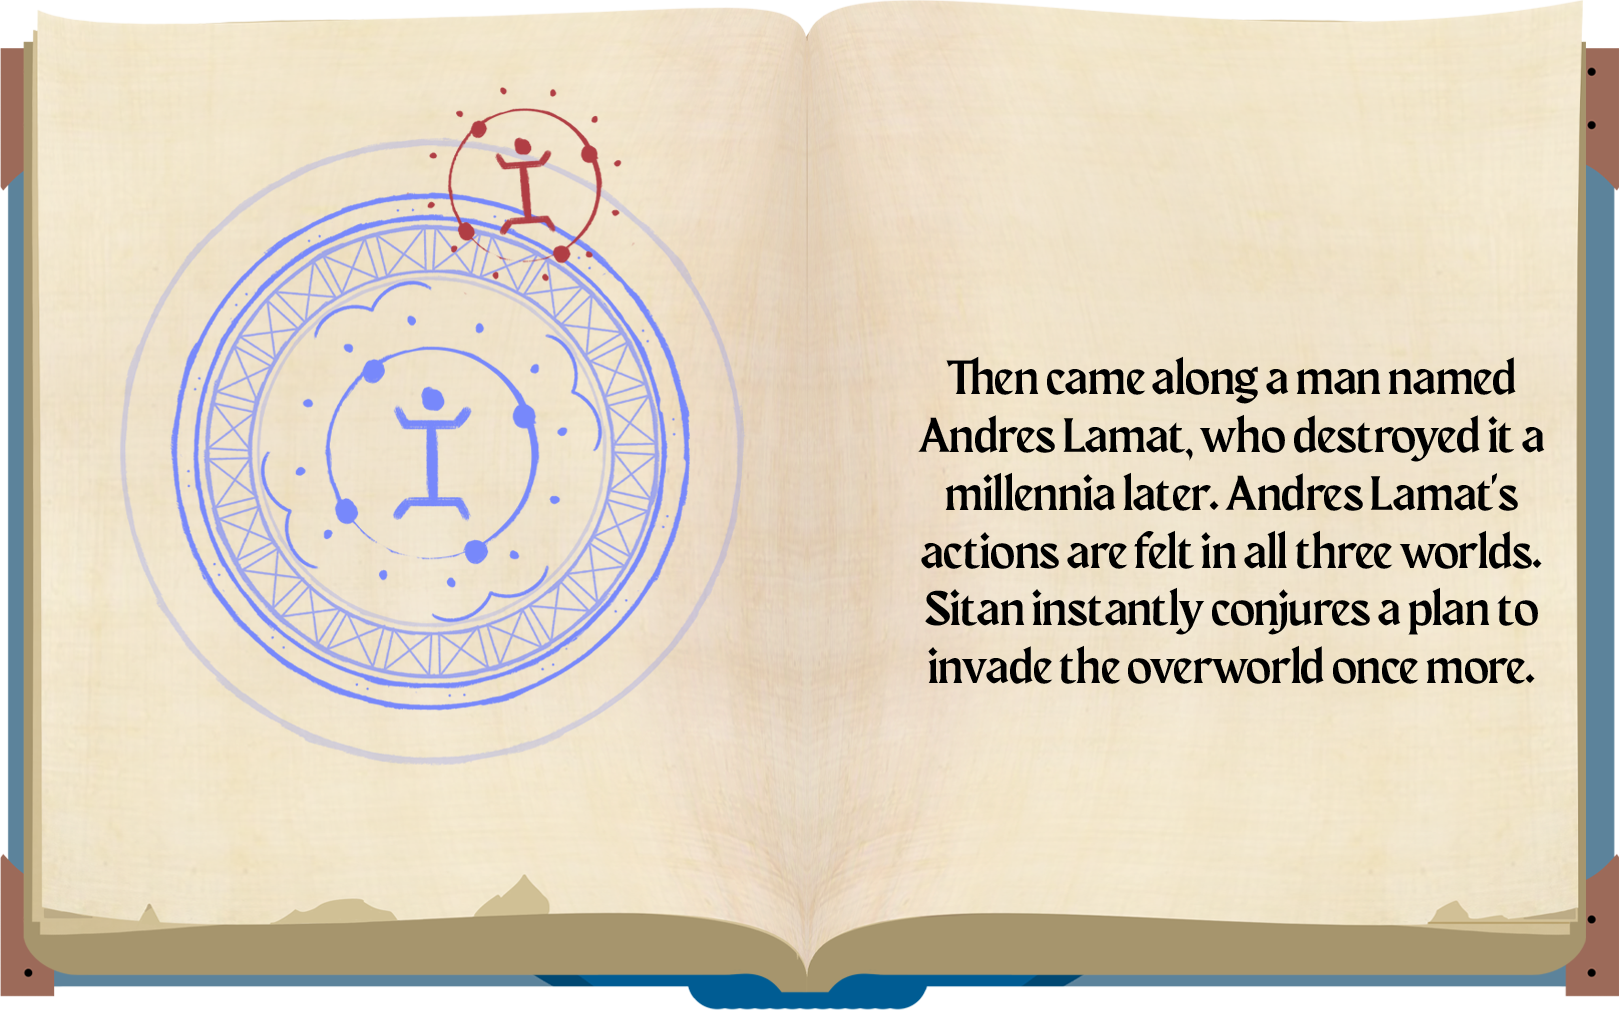 Then came along a man named
Andres Lamat, who destroyed it a
millennia later. Andres Lamat's
actions are felt in all three worlds.
Sitan instantly conjures a plan to
invade the overworld once more.